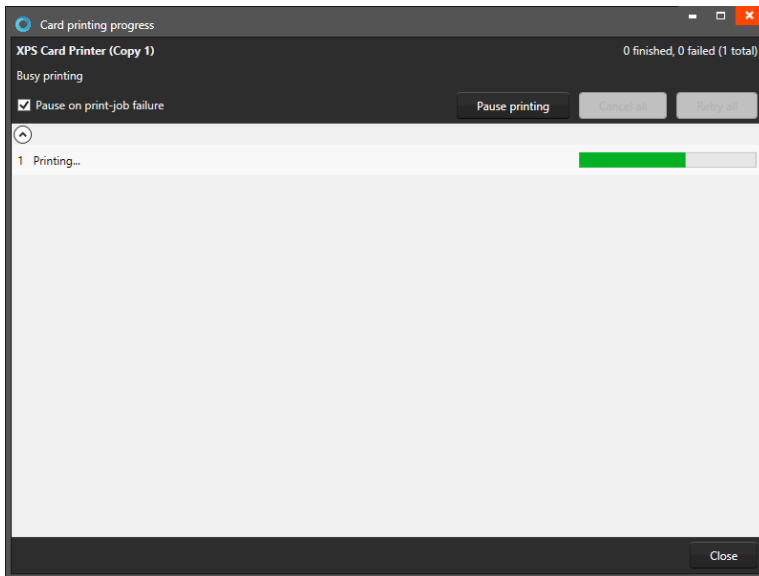 Card printing progress
XPS Card Printer (Copy 1) 0 finished, 0 failed (1 total)
Busy printing
Pause on print-job failure Pause printing Cancel all Retry all
1 Printing...
Close